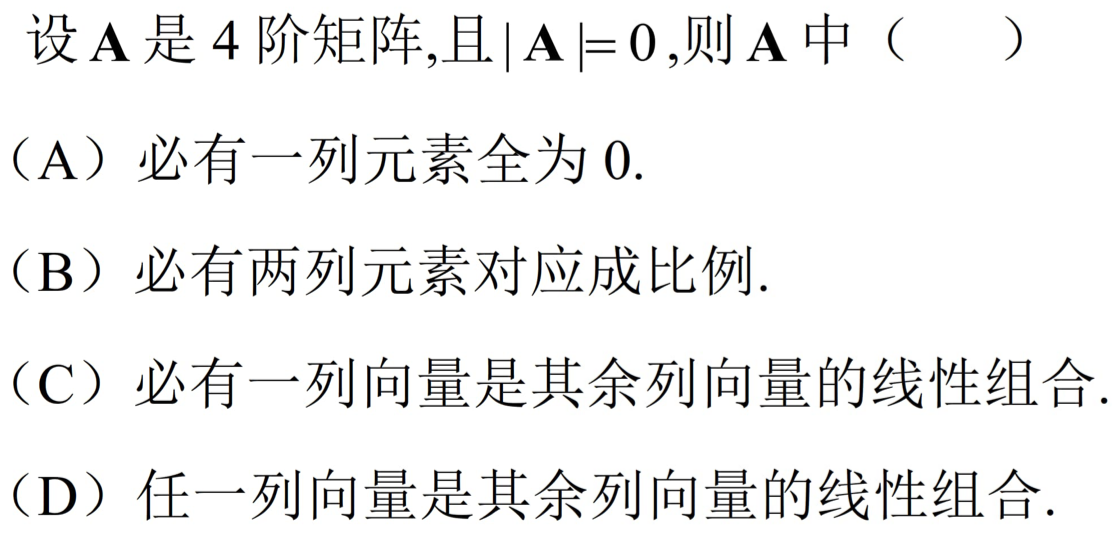 设 A 是 4 阶矩阵,且| A |= 0 ,则 A 中（　　）
（A）必有一列元素全为 0.
（B）必有两列元素对应成比例.
（C）必有一列向量是其余列向量的线性组合.
（D）任一列向量是其余列向量的线性组合.